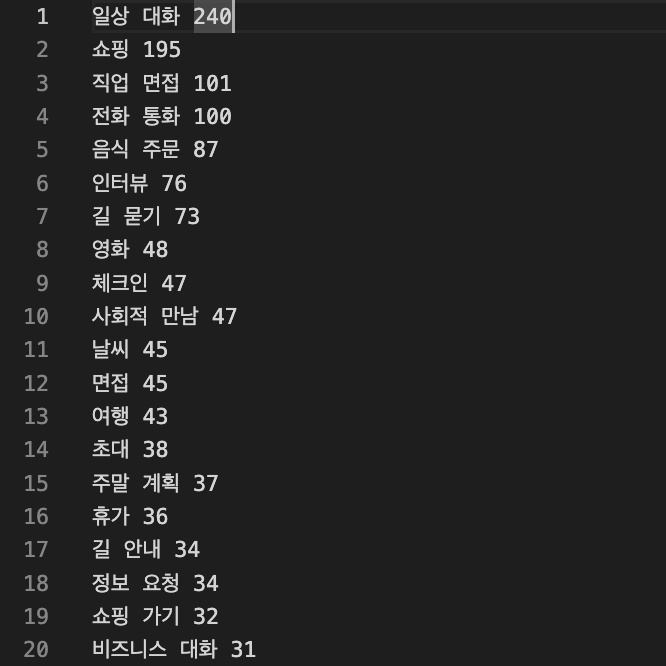 1 일상 대화 240
2 쇼핑 195
3 직업 면접 101
4 전화 통화 100
5 음식 주문 87
6 인터뷰 76
7 길 묻기 73
8 영화 48
9 체크인 47
10 사회적 만남 47
11 날씨 45
12 면접 45
13 여행 43
14 초대 38
15 주말 계획 37
16 휴가 36
17 길 안내 34
18 정보 요청 34
19 쇼핑 가기 32
20 비즈니스 대화 31